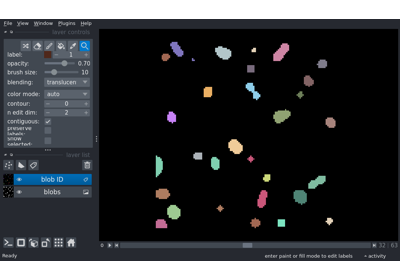 File View Window Plugins Help
layer controls
label: 1
opacity: 0.70
brush size: 10
blending: translucen
color mode: auto
contour: 0
n edit dim: 2
contiguous:
preserve labels:
show selected:
layer list
blob ID
blobs
0 32 63
enter paint or fill mode to edit labels activity